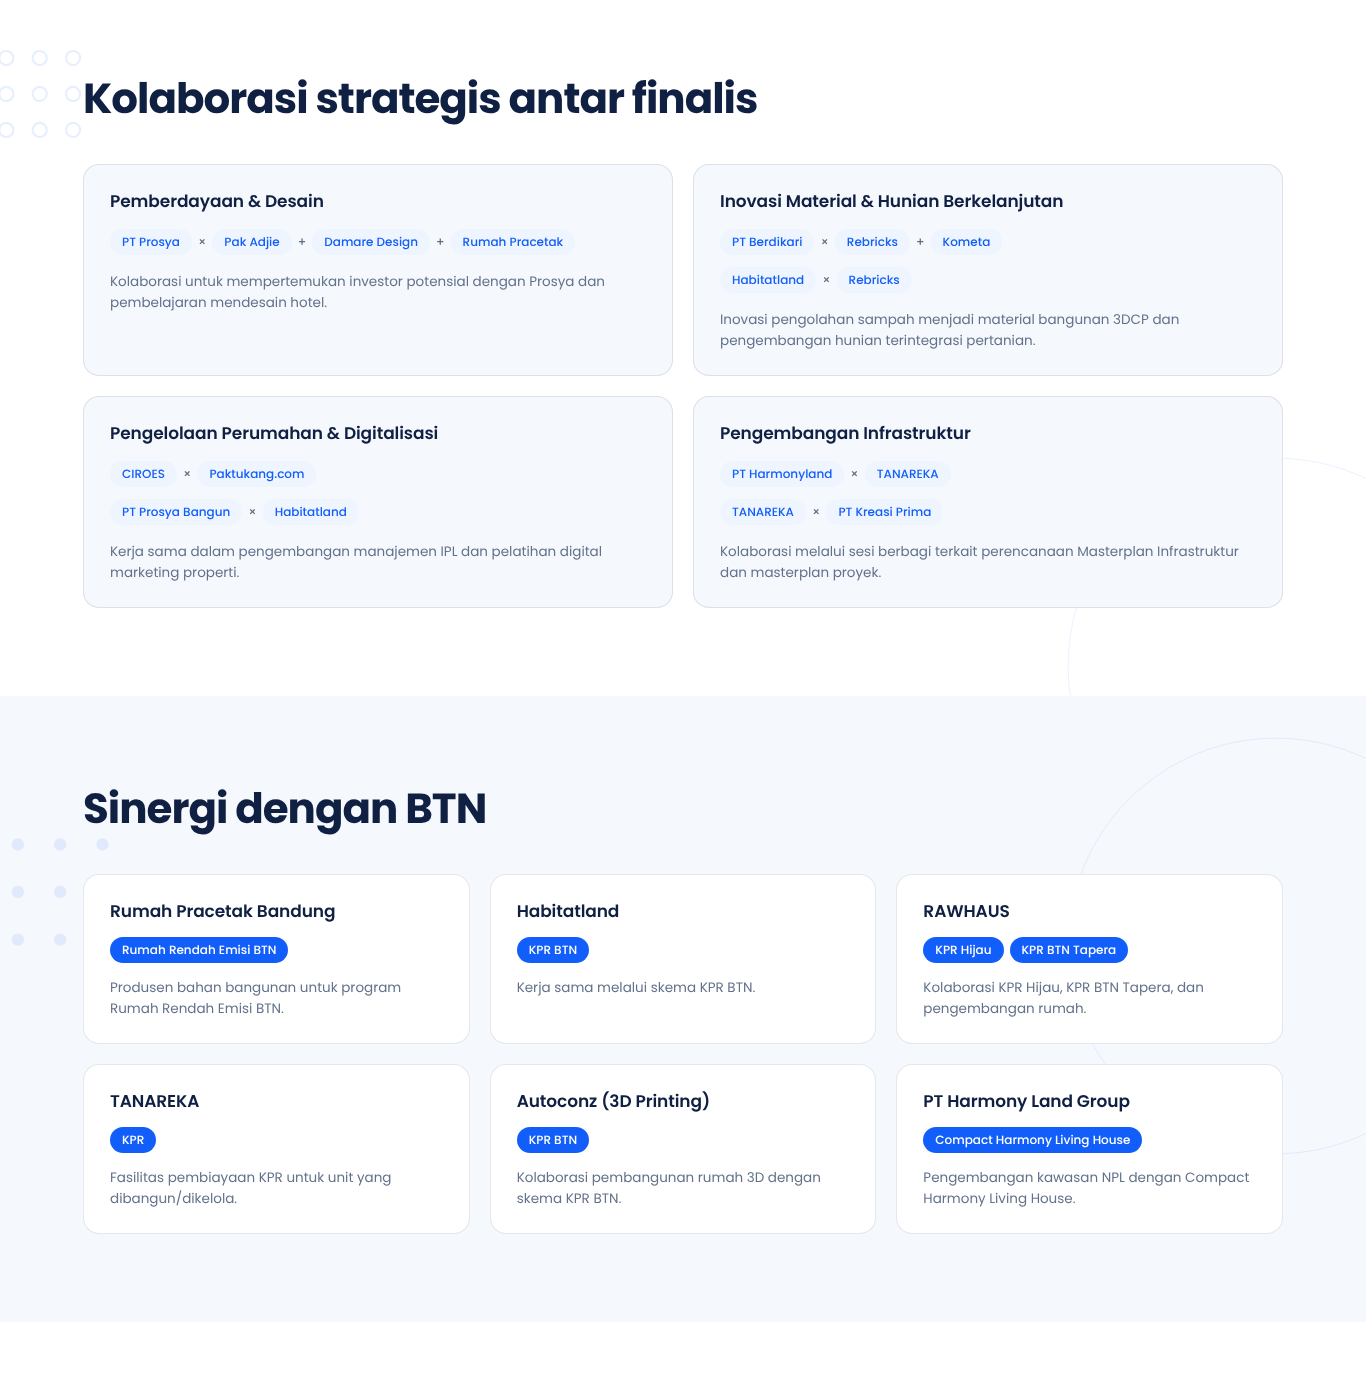 Kolaborasi strategis antar finalis
Pemberdayaan & Desain
PT Prosya × Pak Adjie + Damare Design + Rumah Pracetak
Kolaborasi untuk mempertemukan investor potensial dengan Prosya dan
pembelajaran mendesain hotel.
Inovasi Material & Hunian Berkelanjutan
PT Berdikari × Rebricks + Kometa
Habitatland × Rebricks
Inovasi pengolahan sampah menjadi material bangunan 3DCP dan
pengembangan hunian terintegrasi pertanian.
Pengelolaan Perumahan & Digitalisasi
CIROES × Paktukang.com
PT Prosya Bangun × Habitatland
Kerja sama dalam pengembangan manajemen IPL dan pelatihan digital
marketing properti.
Pengembangan Infrastruktur
PT Harmonyland × TANAREKA
TANAREKA × PT Kreasi Prima
Kolaborasi melalui sesi berbagi terkait perencanaan Masterplan Infrastruktur
dan masterplan proyek.
Sinergi dengan BTN
Rumah Pracetak Bandung
Rumah Rendah Emisi BTN
Produsen bahan bangunan untuk program
Rumah Rendah Emisi BTN.
Habitatland
KPR BTN
Kerja sama melalui skema KPR BTN.
RAWHAUS
KPR Hijau KPR BTN Tapera
Kolaborasi KPR Hijau, KPR BTN Tapera, dan
pengembangan rumah.
TANAREKA
KPR
Fasilitas pembiayaan KPR untuk unit yang
dibangun/dikelola.
Autoconz (3D Printing)
KPR BTN
Kolaborasi pembangunan rumah 3D dengan
skema KPR BTN.
PT Harmony Land Group
Compact Harmony Living House
Pengembangan kawasan NPL dengan Compact
Harmony Living House.